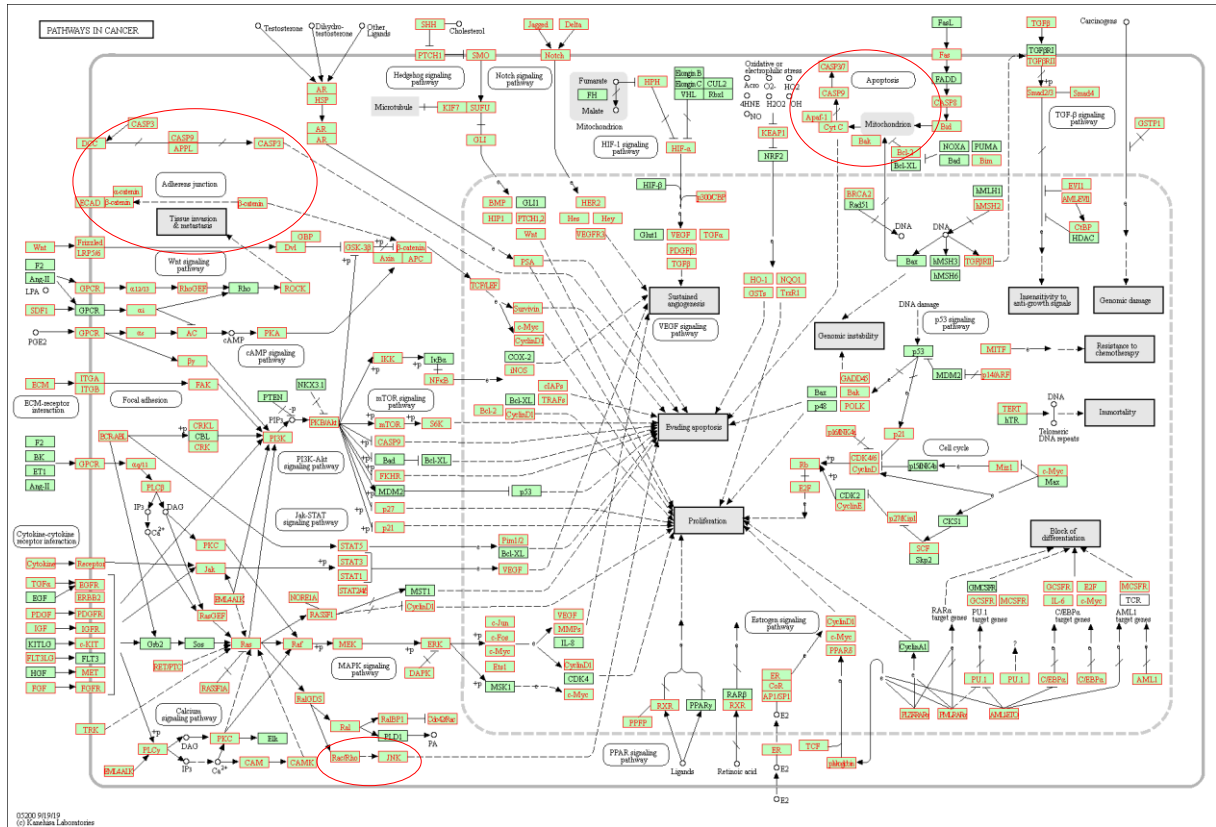 PATHWAYS IN CANCER
Testosterone
Dihydro-
testosterone
Other
Ligands
SHH
Cholesterol
PTCH1
SMO
Hedgehog signaling
pathway
Jagged
Delta
Notch
Notch signaling
pathway
Microtubule
KIF7
SUFU
GLI
AR
HSP
AR
AR
Fumarate
FH
Malate
Mitochondrion
HPH
Elongin B
Elongin C
CUL2
VHL
Rbx1
HIF-1 signaling
pathway
HIF-α
Oxidative or
electrophilic stress
Acro
O2-
HO2
4HNE
H2O2
OH
NO
KEAP1
NRF2
CASP3/7
CASP9
Apaf-1
Cyt C
Apoptosis
Mitochondrion
Bak
Bcl-2
Bcl-XL
FasL
Fas
FADD
CASP8
Bid
NOXA
PUMA
Bad
Bim
TGFβ
TGFβRI
TGFβRII
Smad2/3
Smad4
TGF-β signaling
pathway
Carcinogens
GSTP1
DCC
CASP3
CASP9
APPL
CASP3
Adherens junction
ECAD
α-catenin
β-catenin
β-catenin
Tissue invasion
& metastasis
Wnt
Frizzled
LRP5/6
GBP
Dvl
GSK-3β
β-catenin
Axin
APC
Wnt signaling
pathway
F2
Ang-II
LPA
GPCR
α12/13
RhoGEF
Rho
ROCK
SDF1
GPCR
αi
PGE2
GPCR
αs
AC
cAMP
PKA
cAMP signaling
pathway
βγ
BMP
GLI1
HIP1
PTCH1,2
Wnt
HER2
Hes
Hey
VEGFR3
HIF-β
p300/CBP
Glut1
VEGF
TGFα
PDGFβ
TGFβ
PSA
TCF/LEF
Survivin
c-Myc
CyclinD1
Sustained
angiogenesis
VEGF signaling
pathway
HO-1
NQO1
GSTs
TxrR1
BRCA2
Rad51
DNA
hMLH1
hMSH2
DNA
Bax
hMSH3
TGFβRII
hMSH6
EVI1
AML1-EVI1
CtBP
HDAC
Insensitivity to
anti-growth signals
Genomic damage
Genomic instability
DNA damage
p53 signaling
pathway
p53
MDM2
p14ARF
MITF
Resistance to
chemotherapy
ECM
ITGA
ITGB
FAK
ECM-receptor
interaction
Focal adhesion
PTEN
NKX3.1
PIP3
-p
PKB/Akt
PI3K
PI3K-Akt
signaling pathway
IKK
IκBα
NFκB
mTOR signaling
pathway
mTOR
S6K
CASP9
Bad
Bcl-XL
FKHR
MDM2
p53
p27
p21
COX-2
iNOS
cIAPs
Bcl-XL
TRAFs
Bcl-2
CyclinD1
Evading apoptosis
Bax
p48
GADD45
Bak
POLK
p21
TERT
hTR
DNA
Telomeric
DNA repeats
Immortality
F2
BK
ET1
Ang-II
BCR-ABL
CRKL
CBL
CRK
GPCR
αq/11
PLCβ
IP3
DAG
Ca2+
PKC
p16INK4a
CDK4/6
CyclinD
p15INK4b
Cell cycle
Miz1
c-Myc
Max
Rb
E2F
CDK2
CyclinE
p27Kip1
CKS1
SCF
Skp2
Proliferation
Block of
differentiation
Jak-STAT
signaling pathway
Cytokine-cytokine
receptor interaction
Cytokine
Receptor
Jak
STAT5
STAT3
STAT1
Pim1/2
Bcl-XL
VEGF
TGFα
EGF
EGFR
ERBB2
PDGF
PDGFR
IGF
IGFR
KITLG
c-KIT
FLT3LG
FLT3
HGF
MET
FGF
FGFR
TRK
EML4ALK
RasGEF
Grb2
Sos
Ras
Raf
MEK
ERK
NORE1A
RASSF1
MST1
CyclinD1
RET/PTC
RASSF1A
DAPK
MAPK signaling
pathway
MSK1
c-Jun
c-Fos
c-Myc
Ets1
VEGF
MMPs
IL-8
CyclinD1
CDK4
c-Myc
Calcium
signaling pathway
EML4ALK
PLCγ
DAG
IP3
PKC
Elk
Ca2+
CAM
CAMK
RalGDS
Ral
RalBP1
Cdc42/Rac
PLD1
PA
Rac/Rho
JNK
PPFP
RXR
PPARγ
RARβ
RXR
Ligands
Retinoic acid
PPAR signaling
pathway
Estrogen signaling
pathway
ER
CoR
AP1/SP1
E2
ER
E2
E2
CyclinD1
c-Myc
PPARδ
TCF
CyclinA1
GMCSFR
GCSFR
MCSFR
GCSFR
E2F
IL-6
c-Myc
MCSFR
TCR
RARα
target genes
PU.1
target genes
C/EBPα
target genes
AML1
target genes
PU.1
?
PU.1
C/EBPα
C/EBPα
AML1
PLZF-RARα
PML-RARα
AML1-ETO
05200 9/19/19
(c) Kanehisa Laboratories